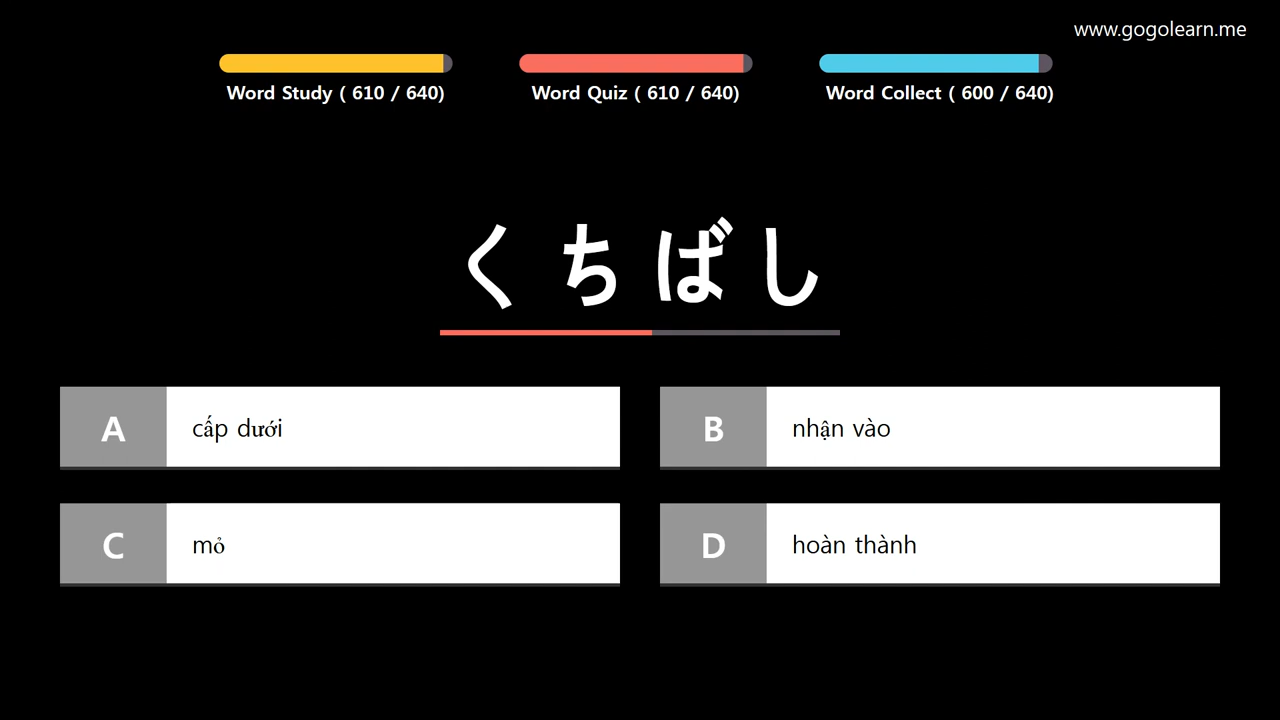 www.gogolearn.me
Word Study ( 610 / 640)
Word Quiz ( 610 / 640)
Word Collect ( 600 / 640)
くちばし
A
cấp dưới
B
nhận vào
C
mỏ
D
hoàn thành